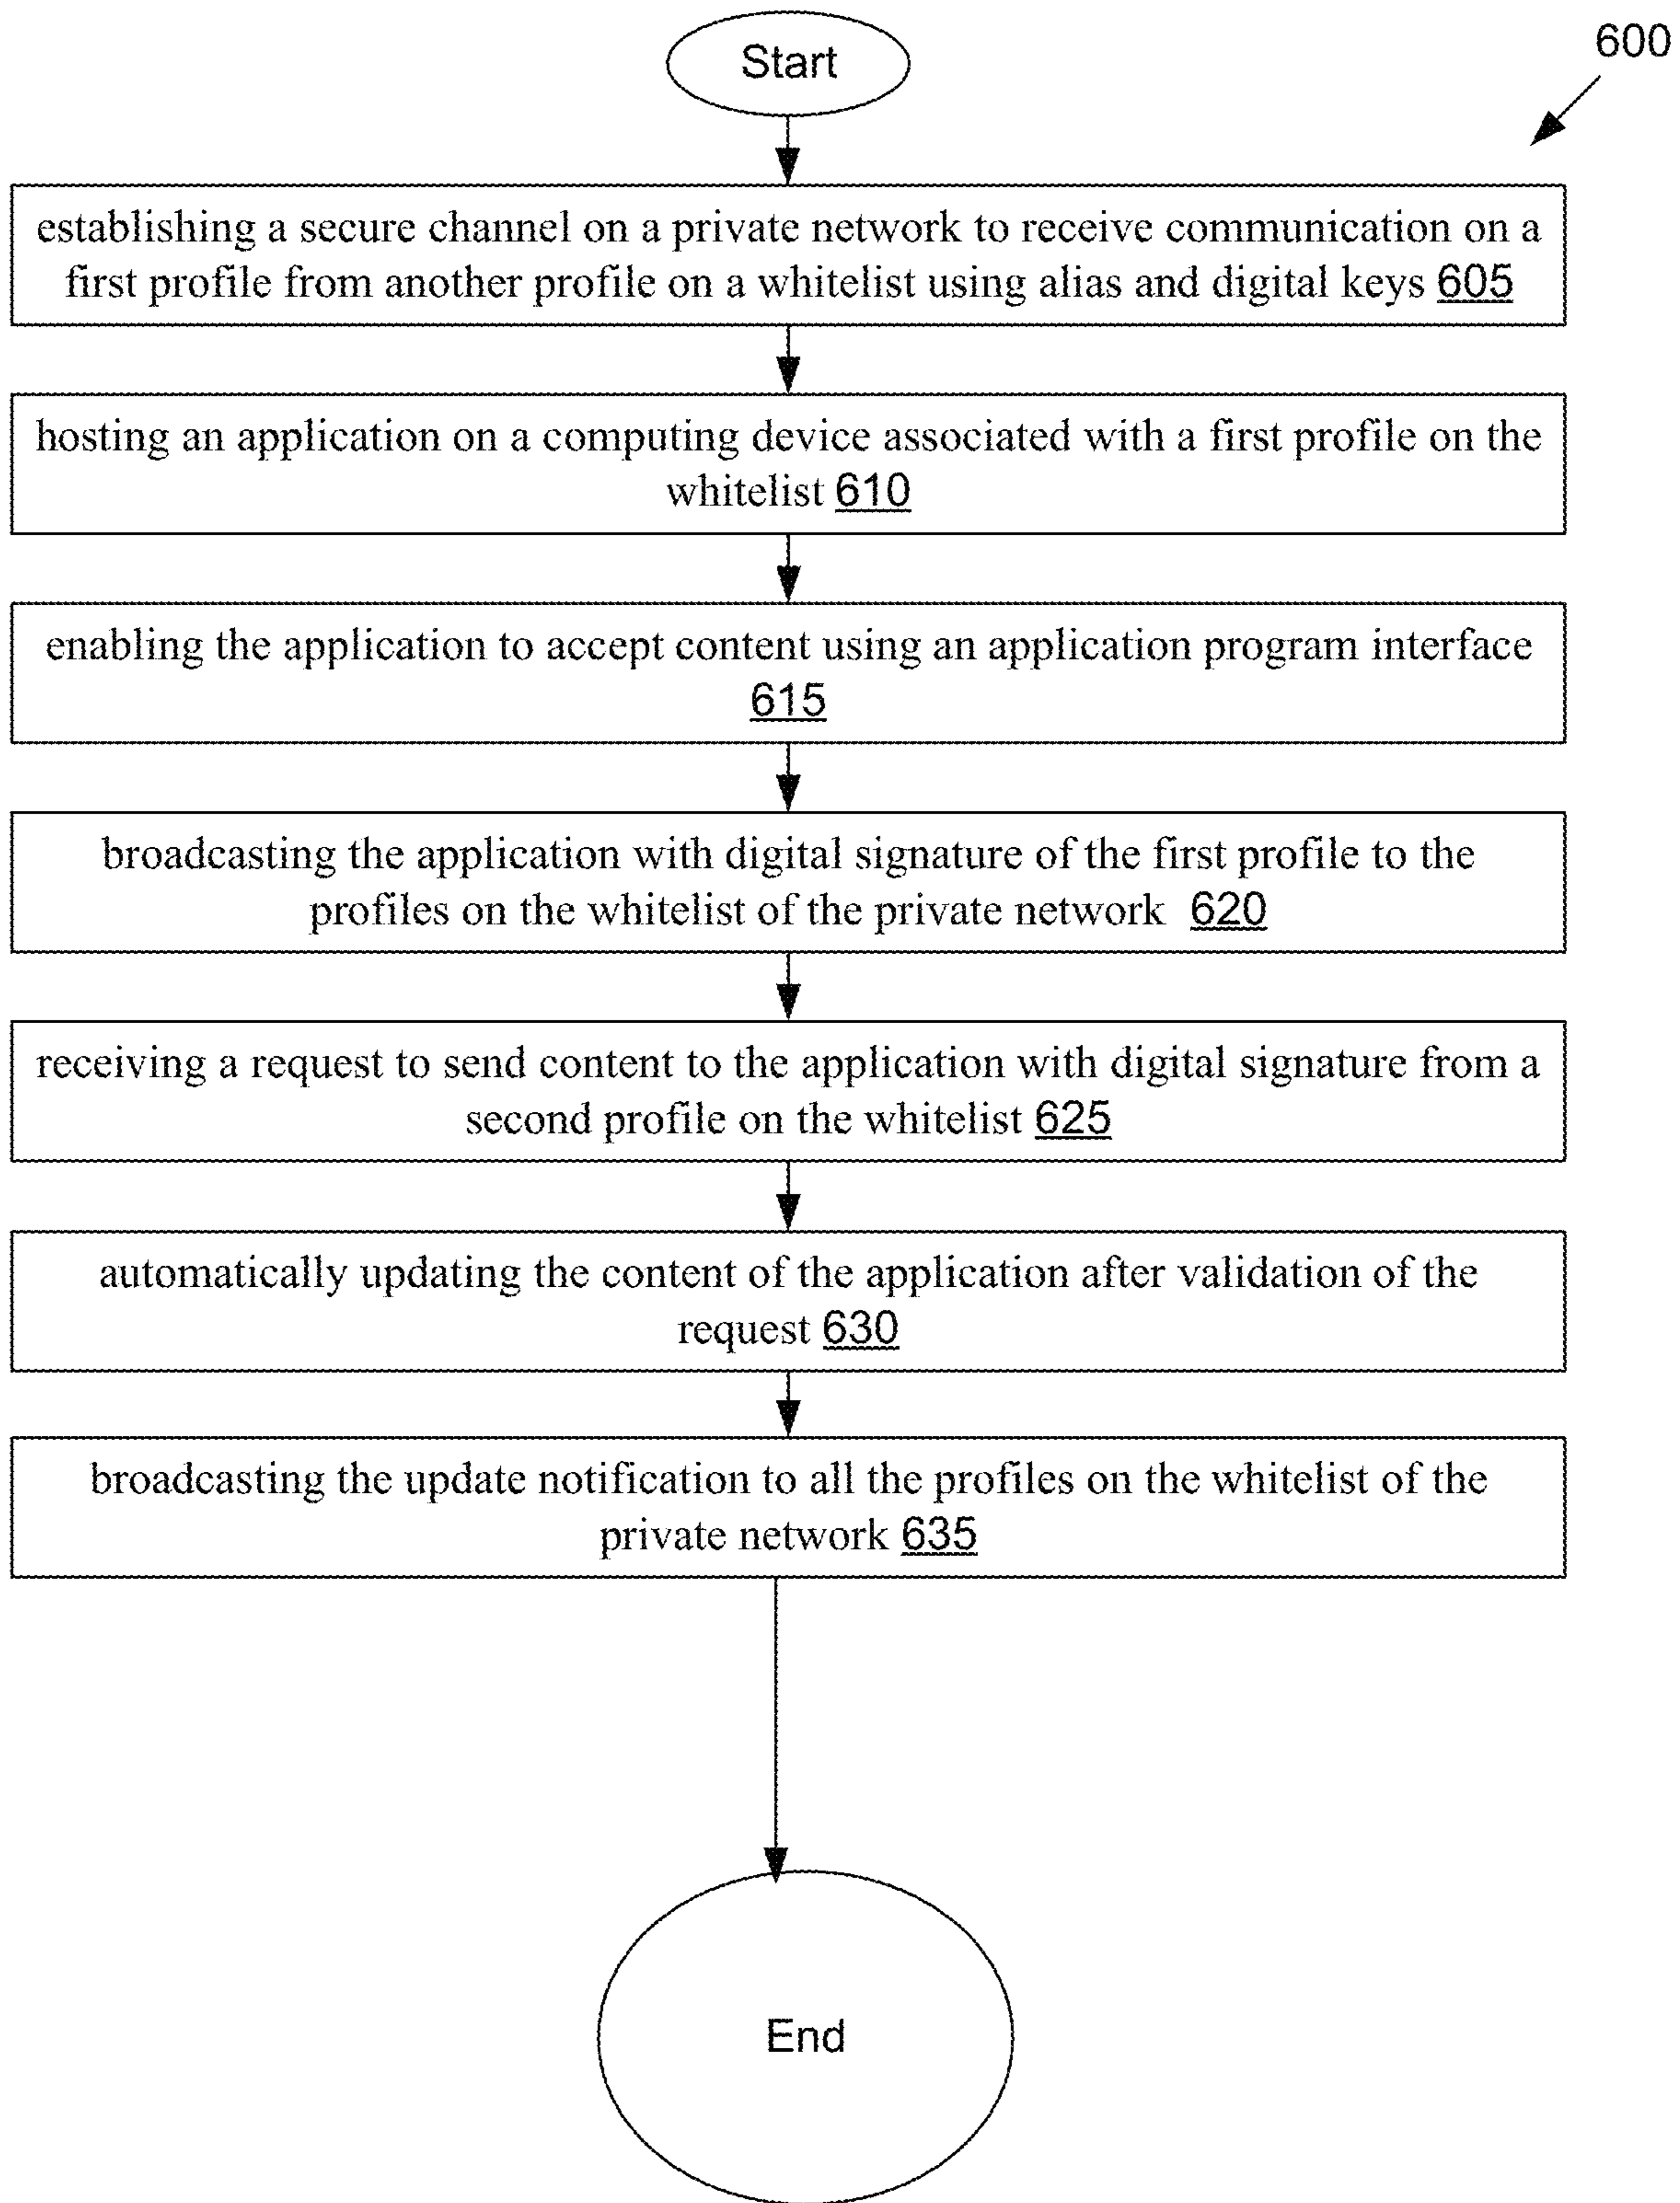 Start
600
establishing a secure channel on a private network to receive communication on a
first profile from another profile on a whitelist using alias and digital keys 605
hosting an application on a computing device associated with a first profile on the
whitelist 610
enabling the application to accept content using an application program interface
615
broadcasting the application with digital signature of the first profile to the
profiles on the whitelist of the private network 620
receiving a request to send content to the application with digital signature from a
second profile on the whitelist 625
automatically updating the content of the application after validation of the
request 630
broadcasting the update notification to all the profiles on the whitelist of the
private network 635
End